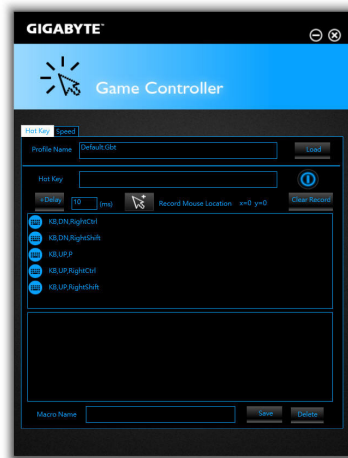 GIGABYTE™
Game Controller
Hot Key Speed
Profile Name Default.Gbt Load
Hot Key
+Delay 10 (ms) Record Mouse Location x=0 y=0 Clear Record
KB,DN,RightCtrl
KB,DN,RightShift
KB,UP,P
KB,UP,RightCtrl
KB,UP,RightShift
Macro Name Save Delete